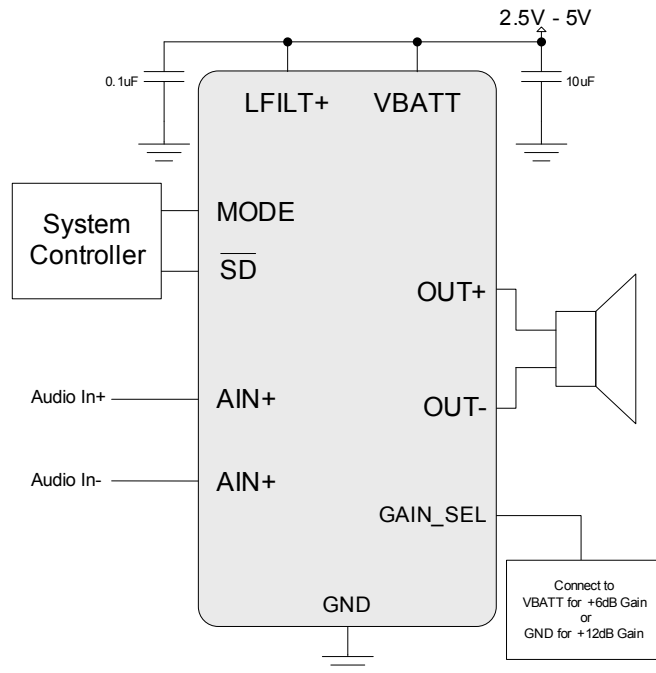 2.5V - 5V
0.1uF
10uF
LFILT+
VBATT
System
Controller
MODE
SD
OUT+
Audio In+
AIN+
OUT-
Audio In-
AIN+
GAIN_SEL
Connect to
VBATT for +6dB Gain
or
GND for +12dB Gain
GND